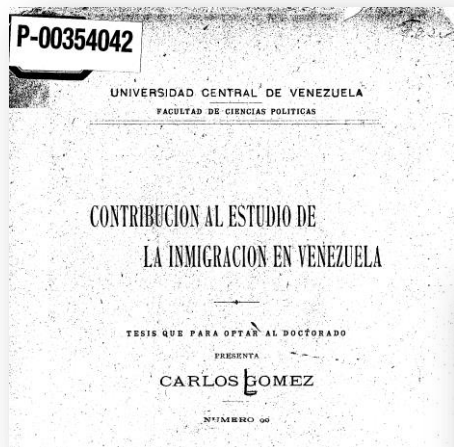 P-00354042
UNIVERSIDAD CENTRAL DE VENEZUELA
FACULTAD DE CIENCIAS POLITICAS
CONTRIBUCION AL ESTUDIO DE
LA INMIGRACION EN VENEZUELA
TESIS QUE PARA OPTAR AL DOCTORADO
PRESENTA
CARLOS GOMEZ
NUMERO